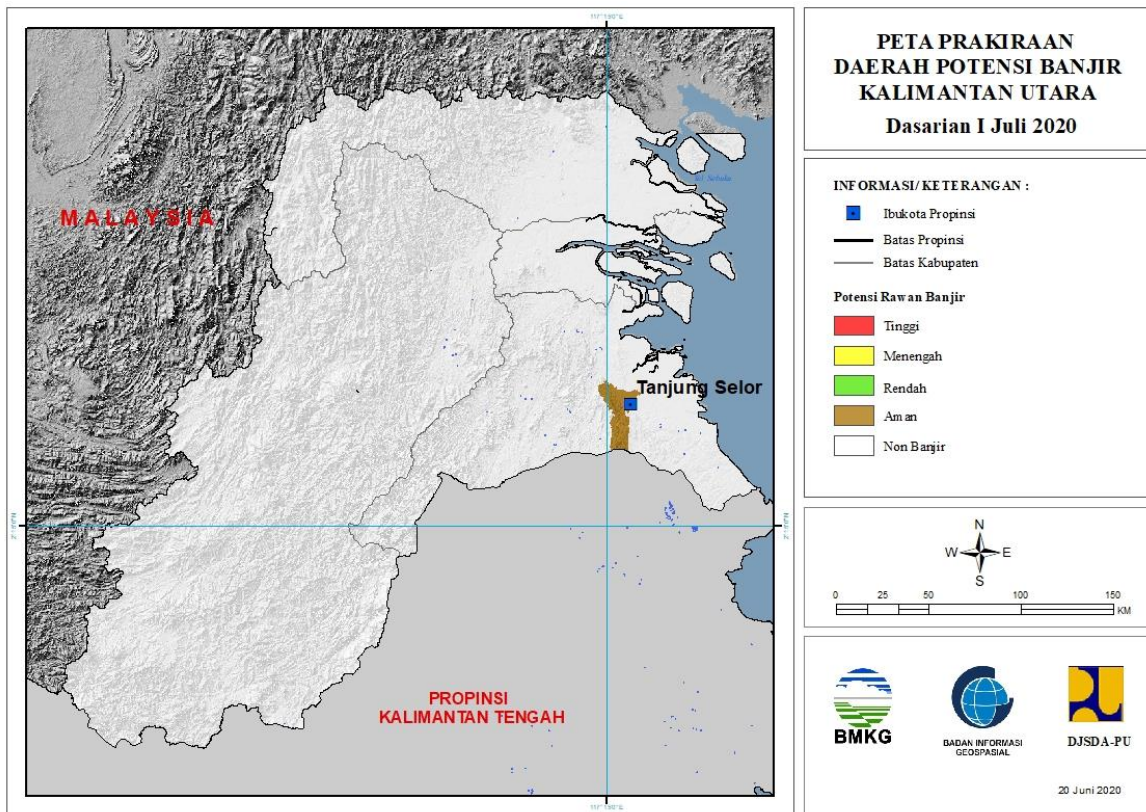 PETA PRAKIRAAN
DAERAH POTENSI BANJIR
KALIMANTAN UTARA
Dasarian I Juli 2020
MALAYSIA
Tanjung Selor
PROPINSI
KALIMANTAN TENGAH
INFORMASI/ KETERANGAN :
Ibukota Propinsi
Batas Propinsi
Batas Kabupaten
Potensi Rawan Banjir
Tinggi
Menengah
Rendah
Aman
Non Banjir
N
W E
S
0 25 50 100 150
KM
BMKG
BADAN INFORMASI
GEOSPASIAL
DJSDA-PU
20 Juni 2020